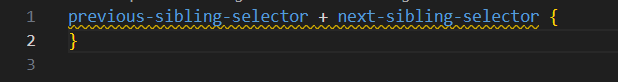 1 previous-sibling-selector + next-sibling-selector {
2 }
3